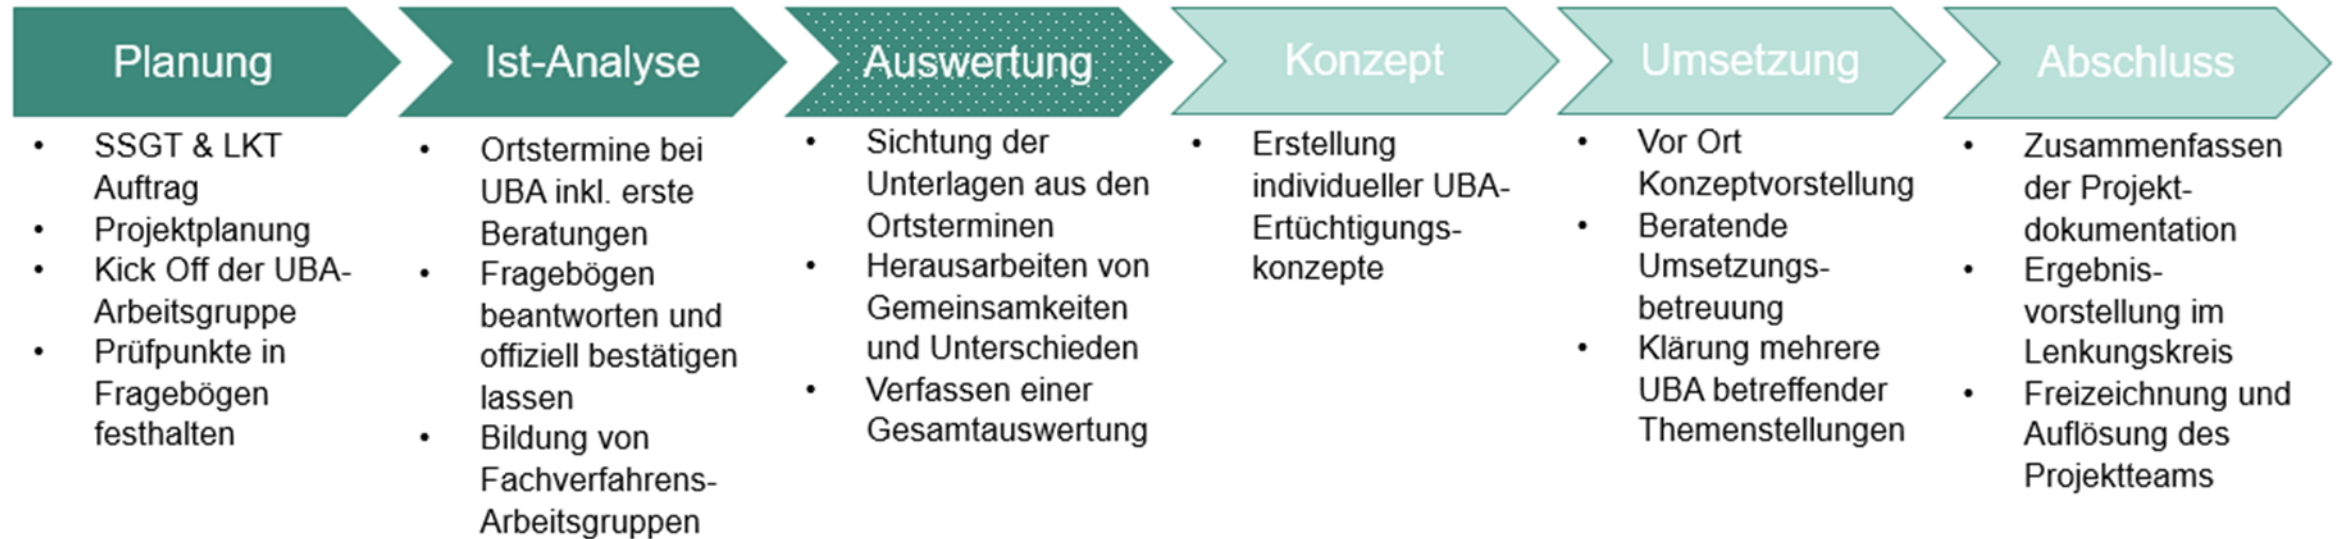 Planung
Ist-Analyse
Auswertung
Konzept
Umsetzung
Abschluss
• SSGT & LKT
Auftrag
• Projektplanung
• Kick Off der UBA-
Arbeitsgruppe
• Prüfpunkte in
Fragebögen
festhalten
• Ortstermine bei
UBA inkl. erste
Beratungen
• Fragebögen
beantworten und
offiziell bestätigen
lassen
• Bildung von
Fachverfahrens-
Arbeitsgruppen
• Sichtung der
Unterlagen aus den
Ortsterminen
• Herausarbeiten von
Gemeinsamkeiten
und Unterschieden
• Verfassen einer
Gesamtauswertung
• Erstellung
individueller UBA-
Ertüchtigungs-
konzepte
• Vor Ort
Konzeptvorstellung
• Beratende
Umsetzungs-
betreuung
• Klärung mehrere
UBA betreffender
Themenstellungen
• Zusammenfassen
der Projekt-
dokumentation
• Ergebnis-
vorstellung im
Lenkungskreis
• Freizeichnung und
Auflösung des
Projektteams